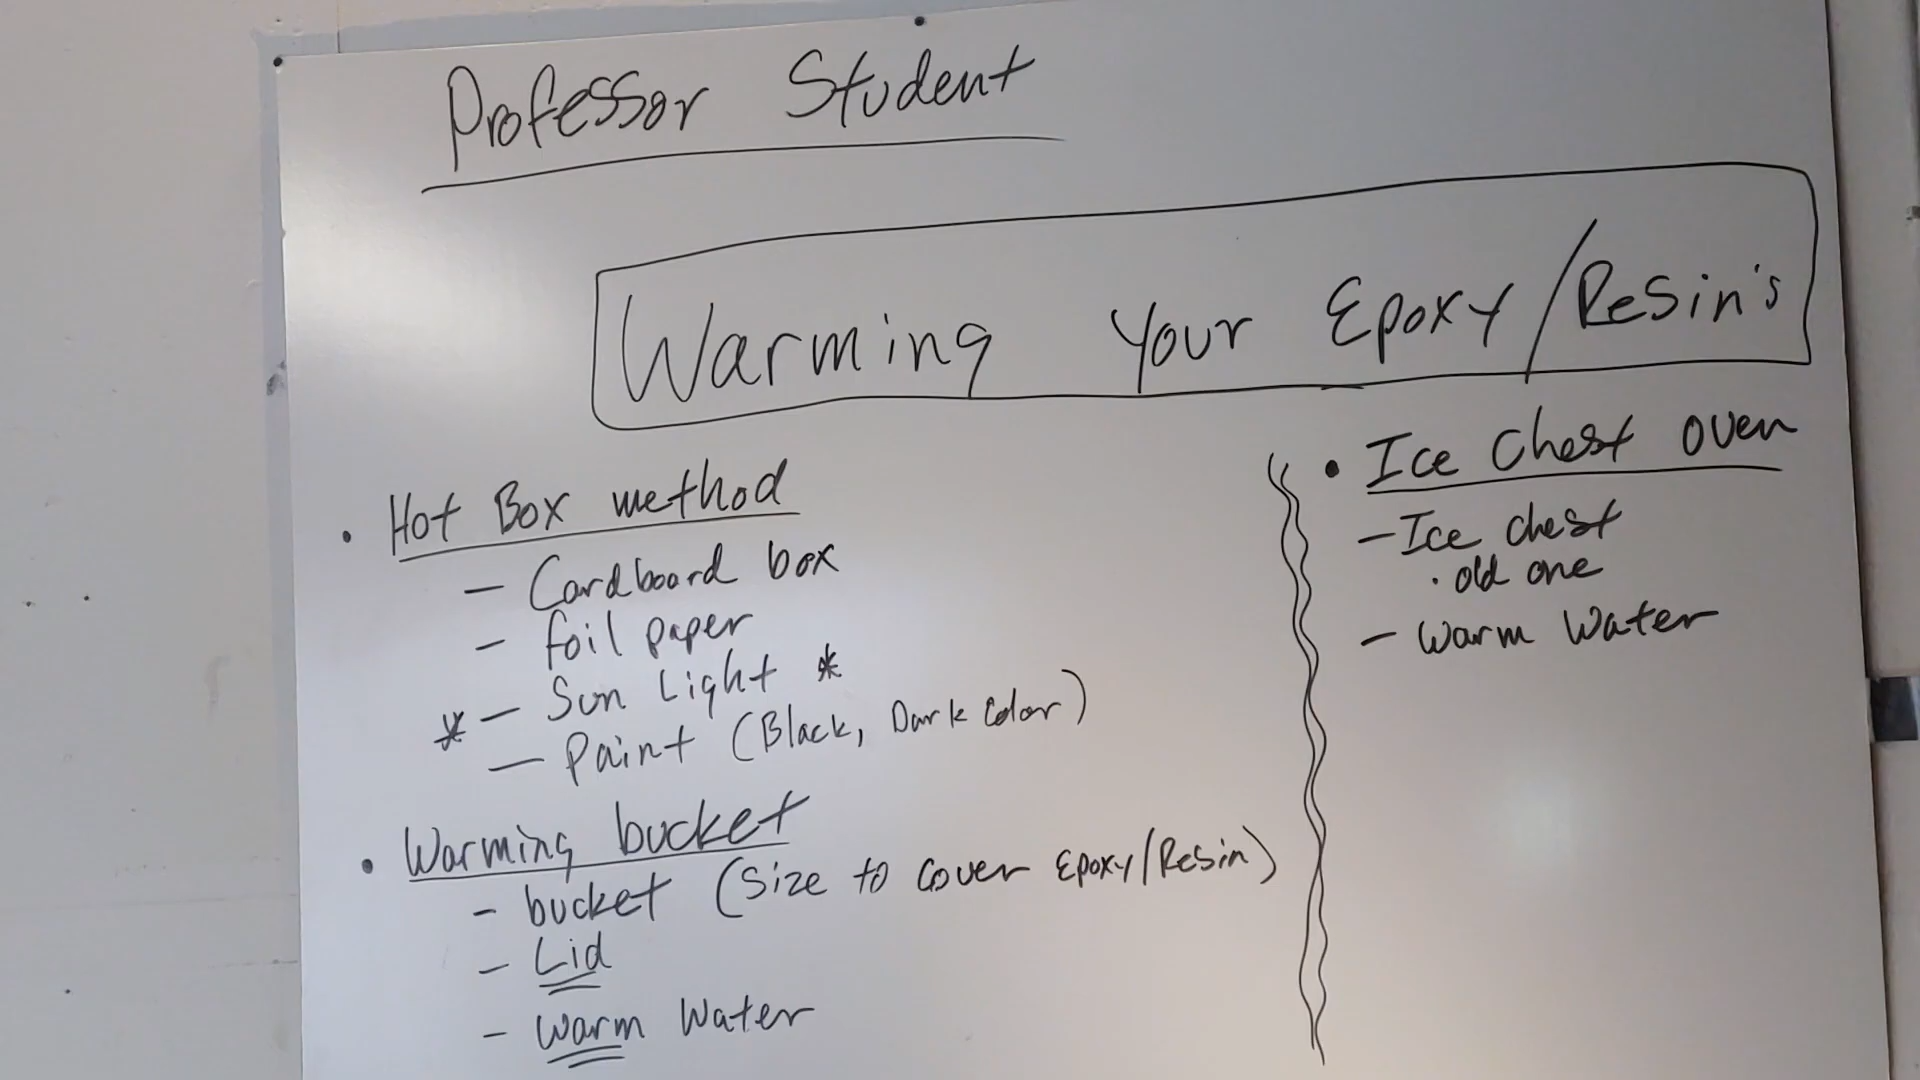 Professor Student
Warming Your Epoxy/Resin's
• Hot Box method
- Cardboard box
- foil paper
* - Sun Light *
- Paint (Black, Dark Color)
• Warming bucket
- bucket (Size to cover Epoxy/Resin)
- Lid
- Warm Water
• Ice Chest oven
- Ice chest
• old one
- Warm Water